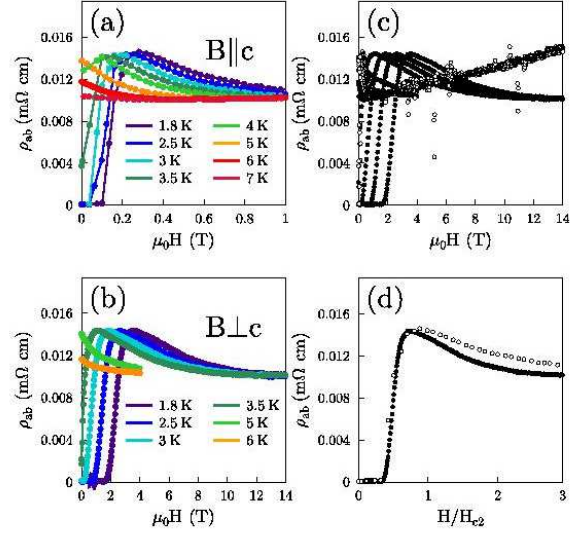 (a)
B∥c
0.016
0.012
0.008
0.004
0
ρab (mΩ cm)
1.8 K
2.5 K
3 K
3.5 K
4 K
5 K
6 K
7 K
0 0.2 0.4 0.6 0.8 1
μ0H (T)
(c)
0.016
0.012
0.008
0.004
0
ρab (mΩ cm)
0 2 4 6 8 10 12 14
μ0H (T)
(b)
B⊥c
0.016
0.012
0.008
0.004
0
ρab (mΩ cm)
1.8 K
2.5 K
3 K
3.5 K
5 K
6 K
0 2 4 6 8 10 12 14
μ0H (T)
(d)
0.016
0.012
0.008
0.004
0
ρab (mΩ cm)
0 1 2 3
H/Hc2